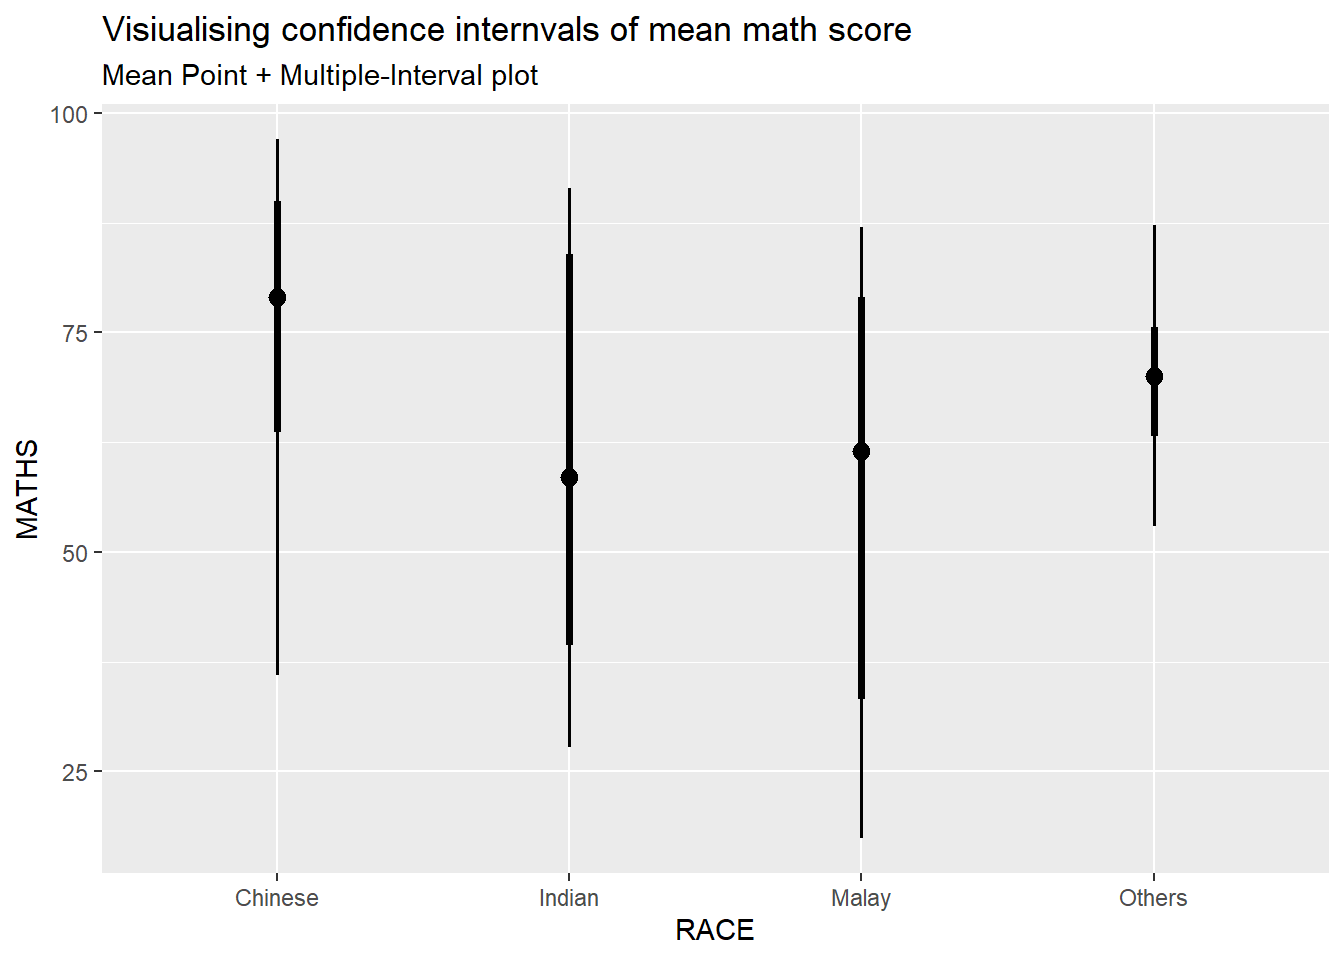 Visiualising confidence internvals of mean math score
Mean Point + Multiple-Interval plot
100
75
50
25
MATHS
Chinese Indian Malay Others
RACE